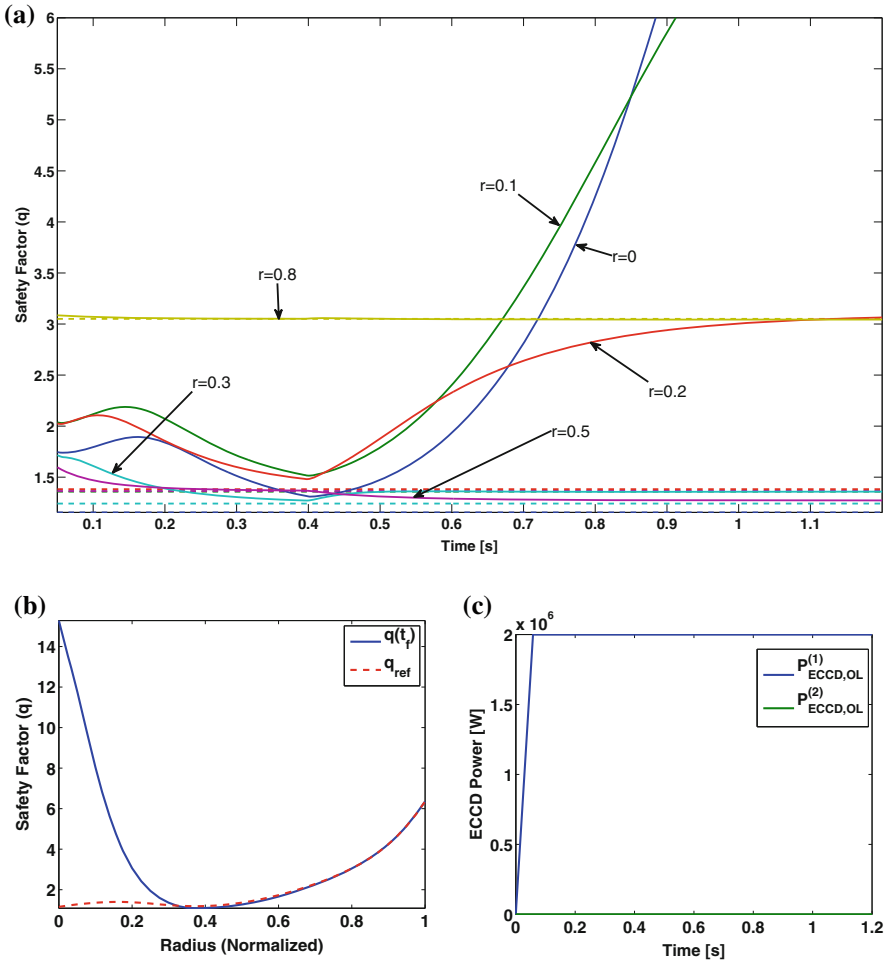 (a)
6
5.5
5
4.5
4
3.5
3
2.5
2
1.5
Safety Factor (q)
r=0.1
r=0
r=0.8
r=0.3
r=0.2
r=0.5
0.1 0.2 0.3 0.4 0.5 0.6 0.7 0.8 0.9 1 1.1
Time [s]
(b)
14
12
10
8
6
4
2
Safety Factor (q)
q(t_f)
q_ref
0 0.2 0.4 0.6 0.8 1
Radius (Normalized)
(c)
x 10^6
2
1.5
1
0.5
0
ECCD Power [W]
P^(1)_ECCD,OL
P^(2)_ECCD,OL
0 0.2 0.4 0.6 0.8 1 1.2
Time [s]